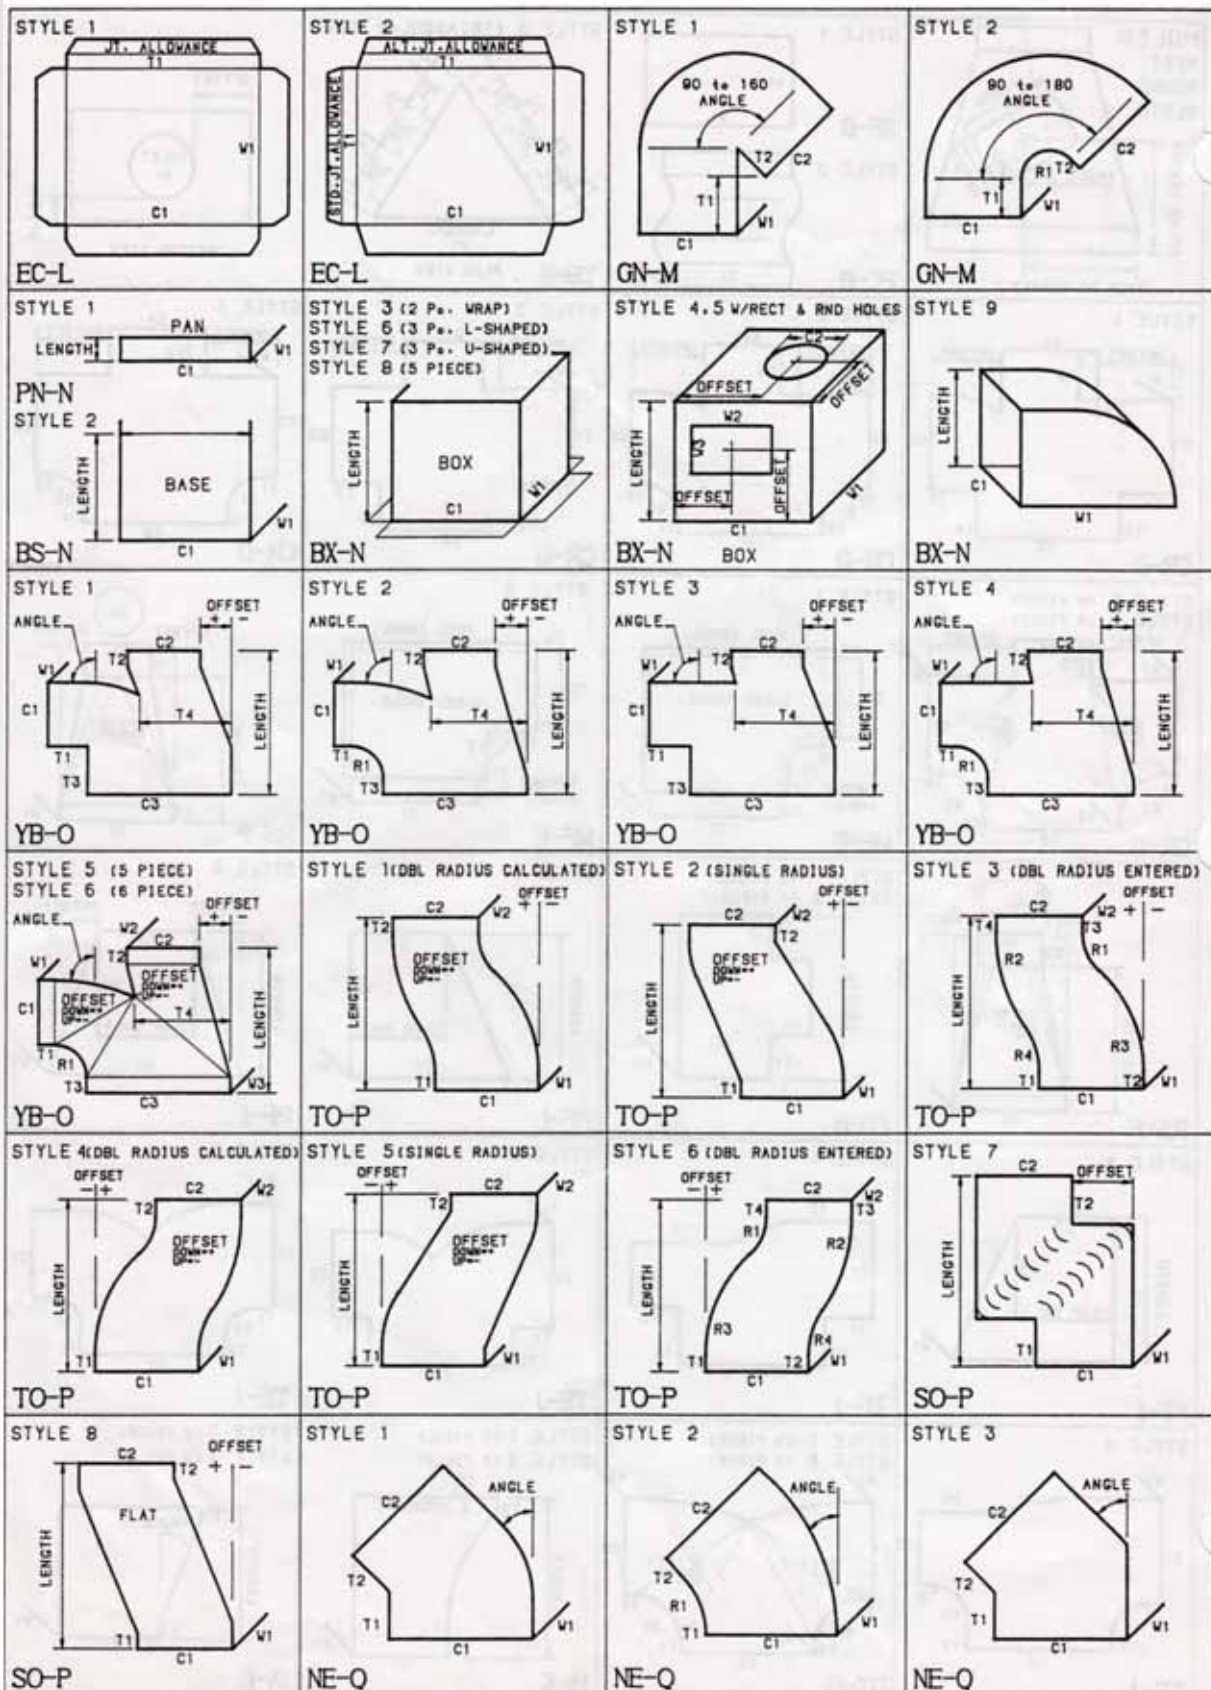 STYLE 1
JT. ALLOWANCE
T1
W1
C1
EC-L
STYLE 2
ALT.JT.ALLOWANCE
T1
STD.JT.ALLOWANCE
T1
W1
C1
EC-L
STYLE 1
90 to 160
ANGLE
T2
C2
T1
W1
C1
GN-M
STYLE 2
90 to 180
ANGLE
C2
T2
R1
T1
W1
C1
GN-M
STYLE 1
PAN
LENGTH
W1
C1
PN-N
STYLE 2
LENGTH
BASE
W1
C1
BS-N
STYLE 3 (2 Pc. WRAP)
STYLE 6 (3 Pc. L-SHAPED)
STYLE 7 (3 Pc. U-SHAPED)
STYLE 8 (5 PIECE)
LENGTH
BOX
W1
C1
BX-N
STYLE 4.5 W/RECT & RND HOLES
C2
OFFSET
OFFSET
W2
LENGTH
OFFSET
OFFSET
W1
C1
BX-N
BOX
STYLE 9
LENGTH
C1
W1
BX-N
STYLE 1
OFFSET
+ -
ANGLE
C2
W1
T2
C1
T4
LENGTH
T1
T3
C3
YB-O
STYLE 2
OFFSET
+ -
ANGLE
C2
W1
T2
C1
T4
LENGTH
T1
R1
T3
C3
YB-O
STYLE 3
OFFSET
+ -
ANGLE
C2
W1
T2
C1
T4
LENGTH
T1
T3
C3
YB-O
STYLE 4
OFFSET
+ -
ANGLE
C2
W1
T2
C1
T4
LENGTH
T1
R1
T3
C3
YB-O
STYLE 5 (5 PIECE)
STYLE 6 (6 PIECE)
OFFSET
+ -
ANGLE
W2
C2
W1
T2
OFFSET
DOWN=+
UP=-
OFFSET
DOWN=+
UP=-
C1
T4
LENGTH
T1
R1
T3
W3
C3
YB-O
STYLE 1(DBL RADIUS CALCULATED)
OFFSET
+ -
C2
W2
T2
OFFSET
DOWN=+
UP=-
LENGTH
T1
W1
C1
TO-P
STYLE 2 (SINGLE RADIUS)
OFFSET
+ -
C2
W2
T2
OFFSET
DOWN=+
UP=-
LENGTH
T1
W1
C1
TO-P
STYLE 3 (DBL RADIUS ENTERED)
OFFSET
+ -
C2
W2
T4
T3
R2
R1
LENGTH
R4
R3
T1
T2
W1
C1
TO-P
STYLE 4(DBL RADIUS CALCULATED)
OFFSET
- +
C2
W2
T2
OFFSET
DOWN=+
UP=-
LENGTH
T1
W1
C1
TO-P
STYLE 5 (SINGLE RADIUS)
OFFSET
- +
C2
W2
T2
OFFSET
DOWN=+
UP=-
LENGTH
T1
W1
C1
TO-P
STYLE 6 (DBL RADIUS ENTERED)
OFFSET
- +
C2
W2
T4
T3
R1
R2
LENGTH
R3
R4
T1
T2
W1
C1
TO-P
STYLE 7
C2
OFFSET
T2
LENGTH
T1
W1
C1
SO-P
STYLE 8
OFFSET
+ -
C2
T2
FLAT
LENGTH
T1
W1
C1
SO-P
STYLE 1
ANGLE
C2
T2
T1
W1
C1
NE-Q
STYLE 2
ANGLE
C2
T2
R1
T1
W1
C1
NE-Q
STYLE 3
ANGLE
C2
T2
T1
W1
C1
NE-Q